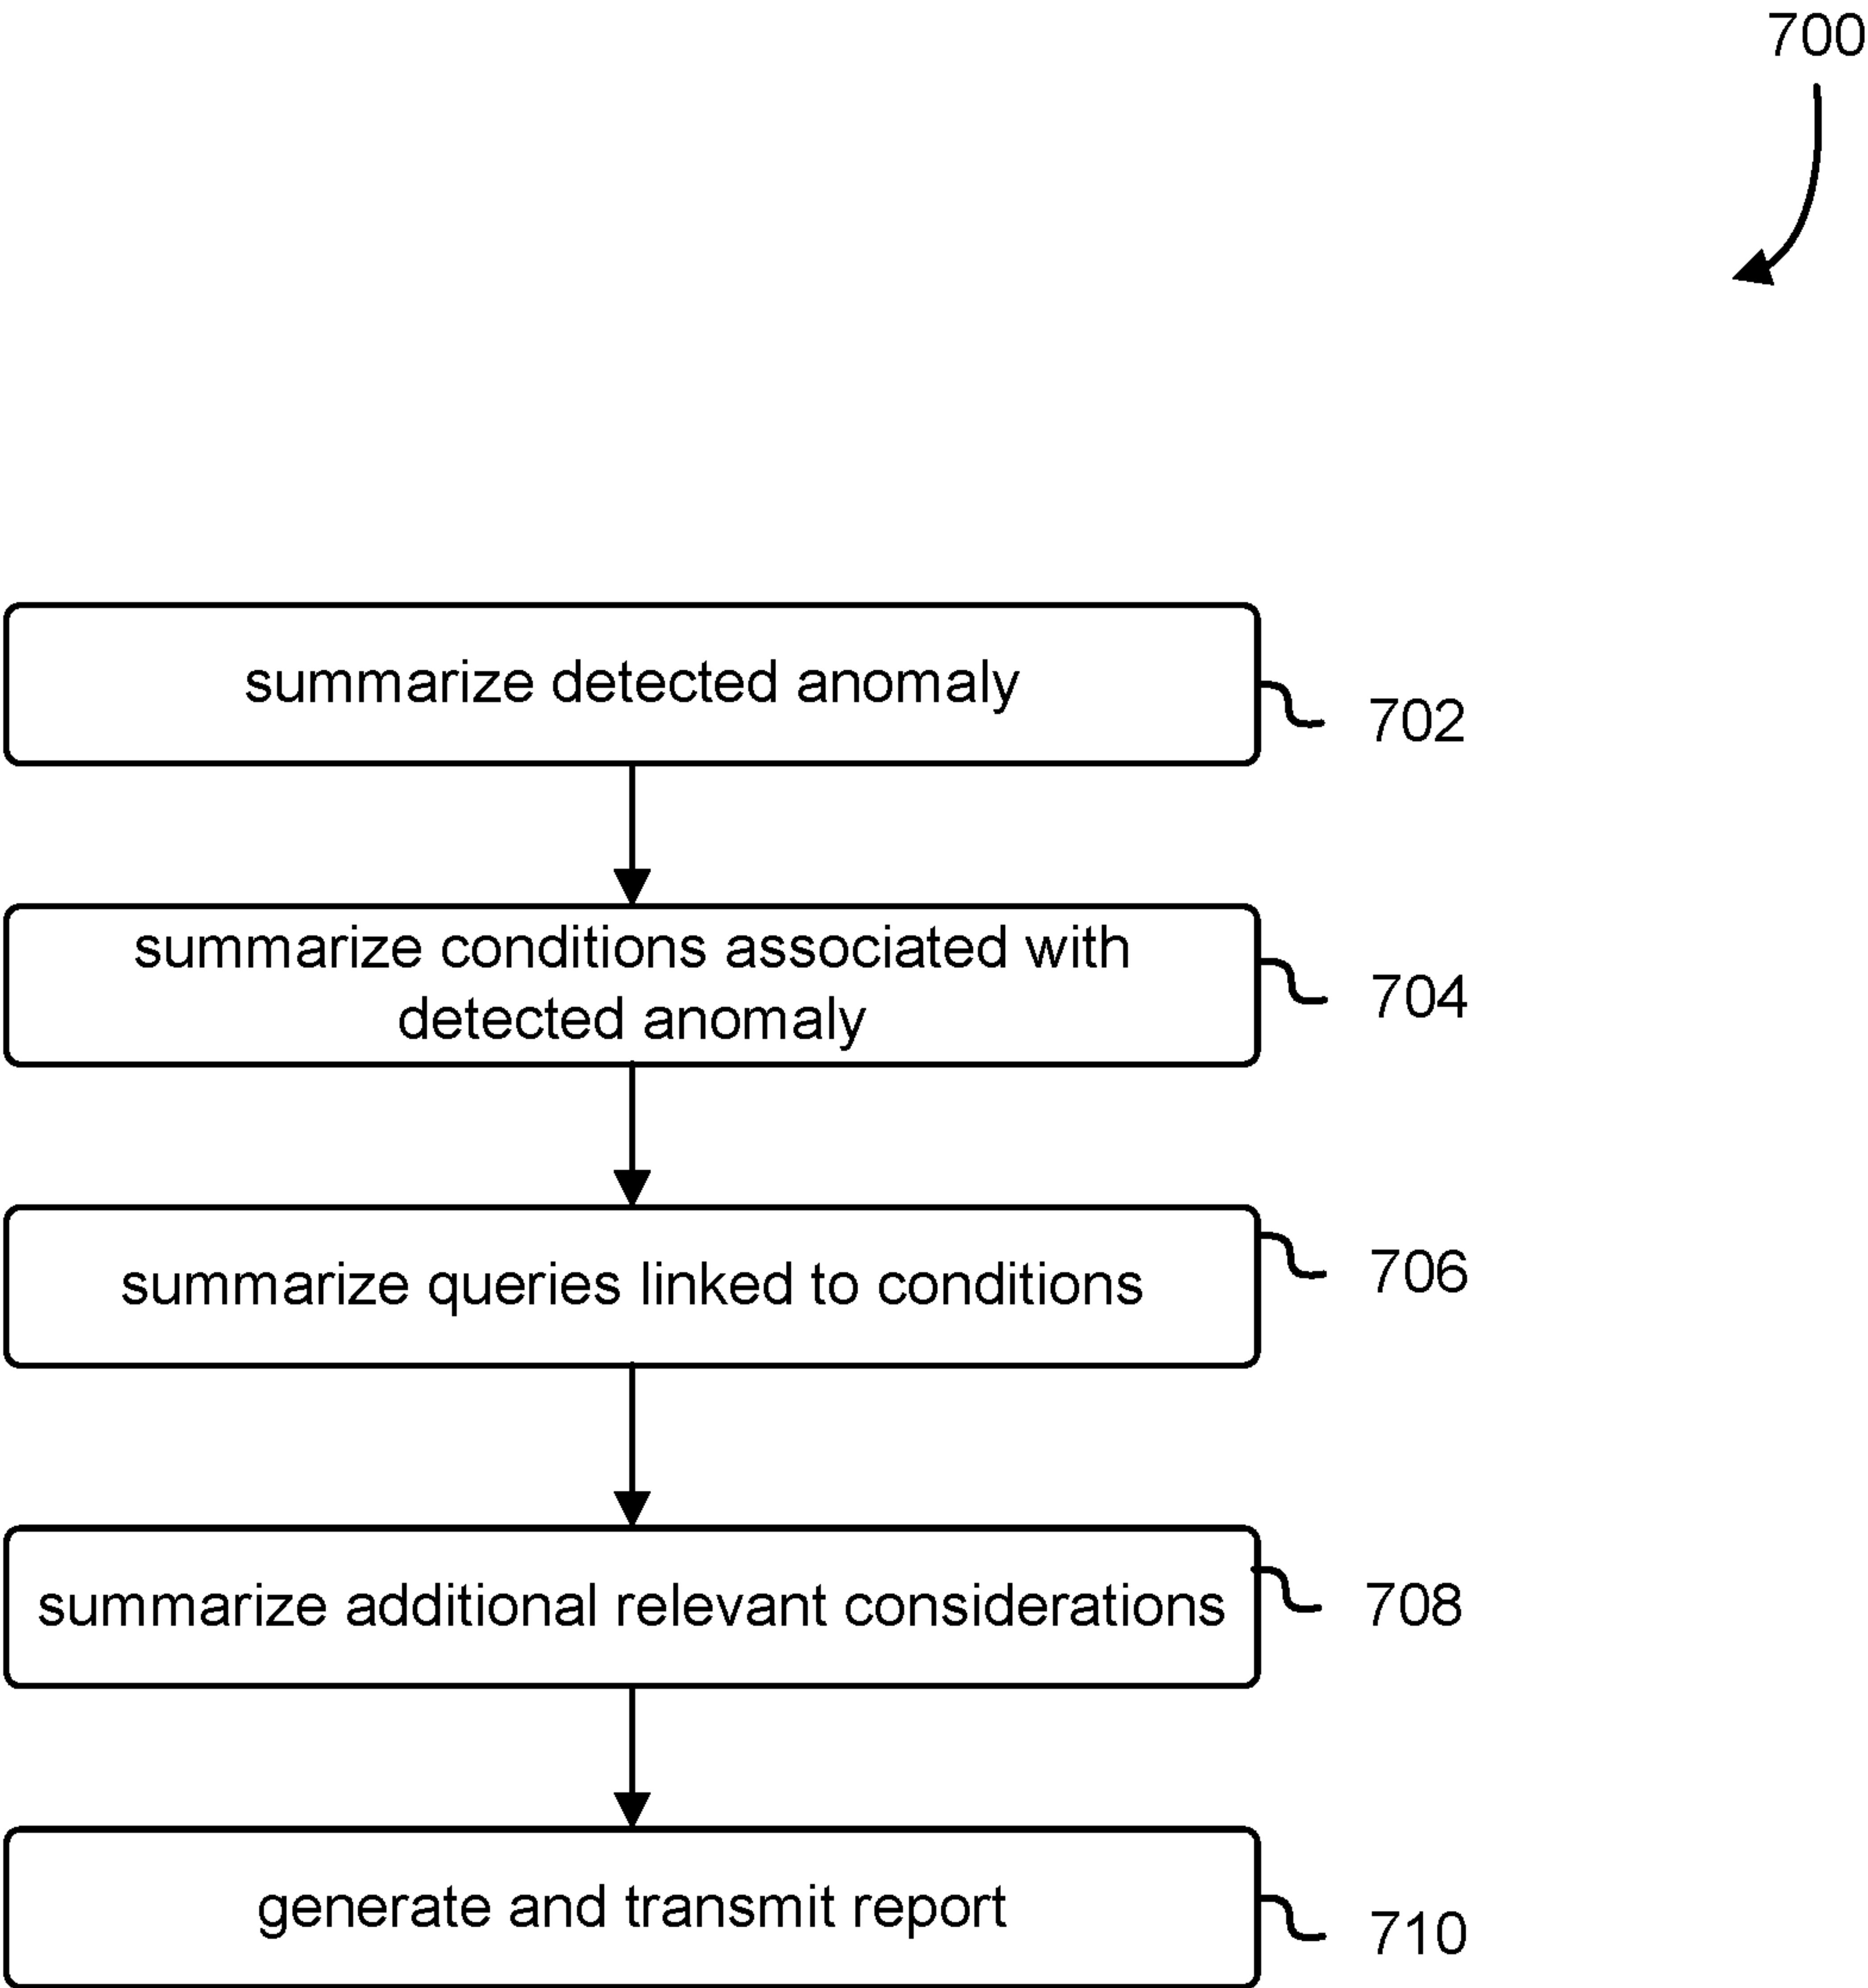 700
summarize detected anomaly
702
summarize conditions associated with
detected anomaly
704
summarize queries linked to conditions
706
summarize additional relevant considerations
708
generate and transmit report
710